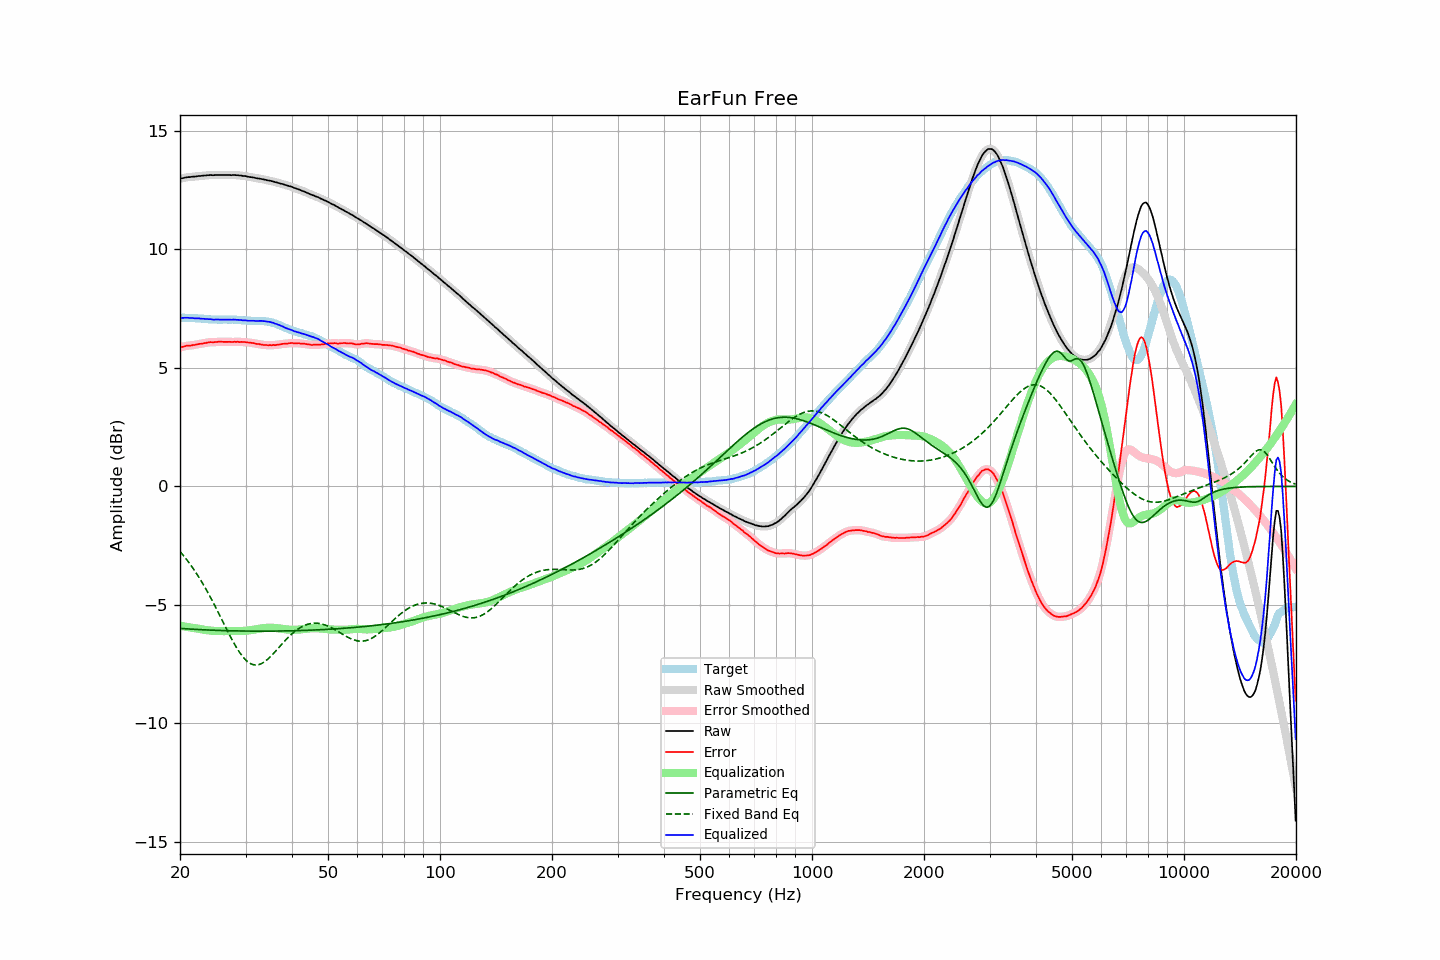 EarFun Free
15
10
5
0
−5
−10
−15
Amplitude (dBr)
Target
Raw Smoothed
Error Smoothed
Raw
Error
Equalization
Parametric Eq
Fixed Band Eq
Equalized
20 50 100 200 500 1000 2000 5000 10000 20000
Frequency (Hz)